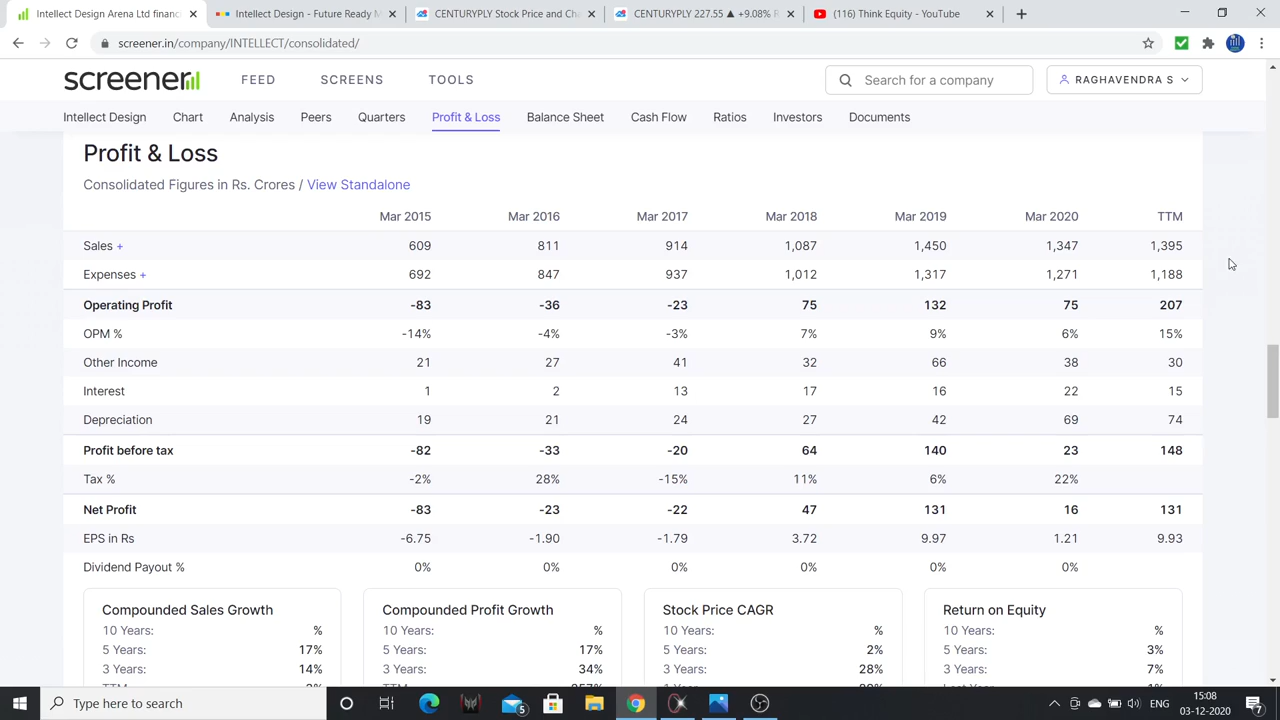 Intellect Design Arena Ltd financ
Intellect Design - Future Ready M
CENTURYPLY Stock Price and Cha
CENTURYPLY 227.55 ▲ +9.08% R
(116) Think Equity - YouTube
screener.in/company/INTELLECT/consolidated/
screener
FEED SCREENS TOOLS
Search for a company
RAGHAVENDRA S
Intellect Design Chart Analysis Peers Quarters Profit & Loss Balance Sheet Cash Flow Ratios Investors Documents
Profit & Loss
Consolidated Figures in Rs. Crores / View Standalone
Mar 2015 Mar 2016 Mar 2017 Mar 2018 Mar 2019 Mar 2020 TTM
Sales + 609 811 914 1,087 1,450 1,347 1,395
Expenses + 692 847 937 1,012 1,317 1,271 1,188
Operating Profit -83 -36 -23 75 132 75 207
OPM % -14% -4% -3% 7% 9% 6% 15%
Other Income 21 27 41 32 66 38 30
Interest 1 2 13 17 16 22 15
Depreciation 19 21 24 27 42 69 74
Profit before tax -82 -33 -20 64 140 23 148
Tax % -2% 28% -15% 11% 6% 22%
Net Profit -83 -23 -22 47 131 16 131
EPS in Rs -6.75 -1.90 -1.79 3.72 9.97 1.21 9.93
Dividend Payout % 0% 0% 0% 0% 0% 0%
Compounded Sales Growth
10 Years: %
5 Years: 17%
3 Years: 14%
Compounded Profit Growth
10 Years: %
5 Years: 17%
3 Years: 34%
Stock Price CAGR
10 Years: %
5 Years: 2%
3 Years: 28%
Return on Equity
10 Years: %
5 Years: 3%
3 Years: 7%
Type here to search
5
ENG
15:08
03-12-2020
7